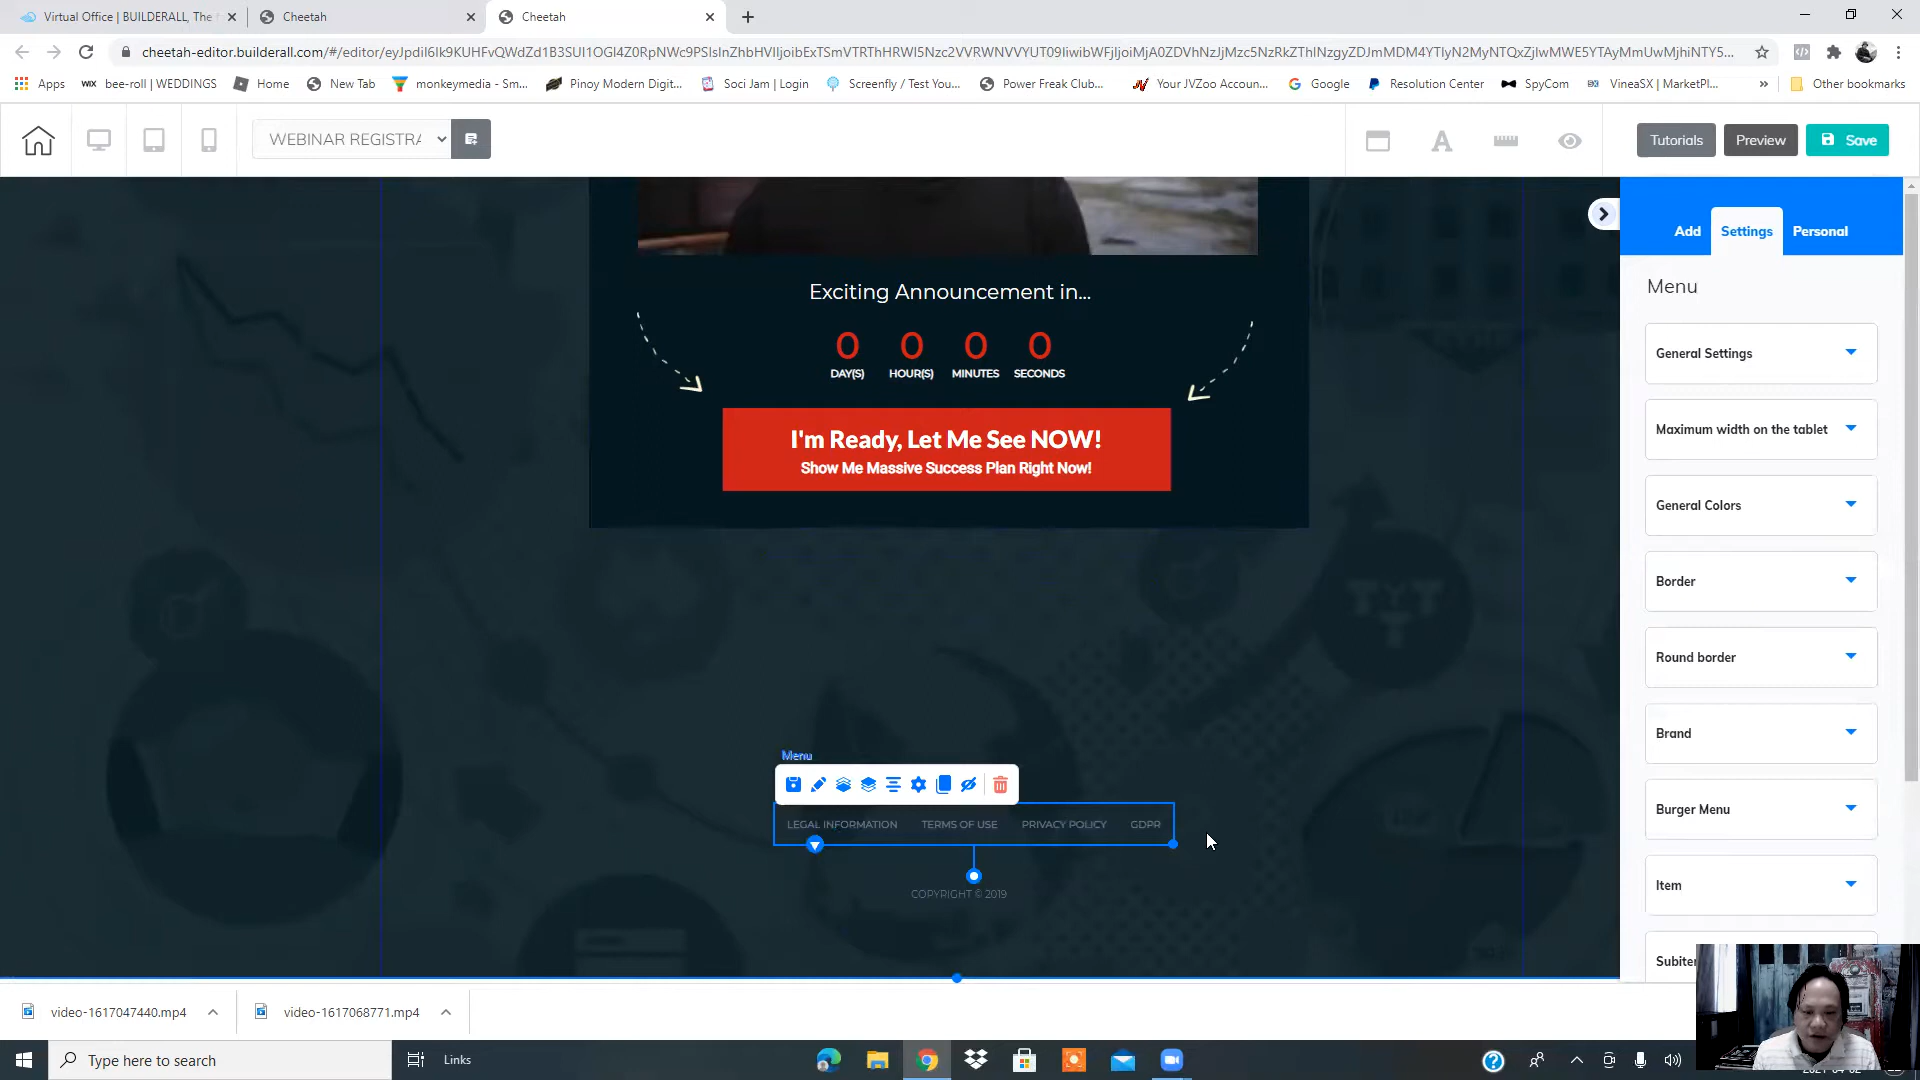 Virtual Office | BUILDERALL, The
Cheetah
Cheetah
cheetah-editor.builderall.com/#/editor/
Apps
WIX bee-roll | WEDDINGS
Home
New Tab
monkeymedia - Sm...
Pinoy Modern Digit...
Soci Jam | Login
Screenfly / Test You...
Power Freak Club...
Your JVZoo Accoun...
Google
Resolution Center
SpyCom
VineaSX | MarketPl...
Other bookmarks
WEBINAR REGISTRA
Tutorials
Preview
Save
Add
Settings
Personal
Menu
General Settings
Maximum width on the tablet
General Colors
Border
Round border
Brand
Burger Menu
Item
Subiter
Exciting Announcement in...
0 0 0 0
DAY(S) HOUR(S) MINUTES SECONDS
I'm Ready, Let Me See NOW!
Show Me Massive Success Plan Right Now!
TYT
Y
Menu
LEGAL INFORMATION TERMS OF USE PRIVACY POLICY GDPR
COPYRIGHT © 2019
video-1617047440.mp4
video-1617068771.mp4
Type here to search
Links